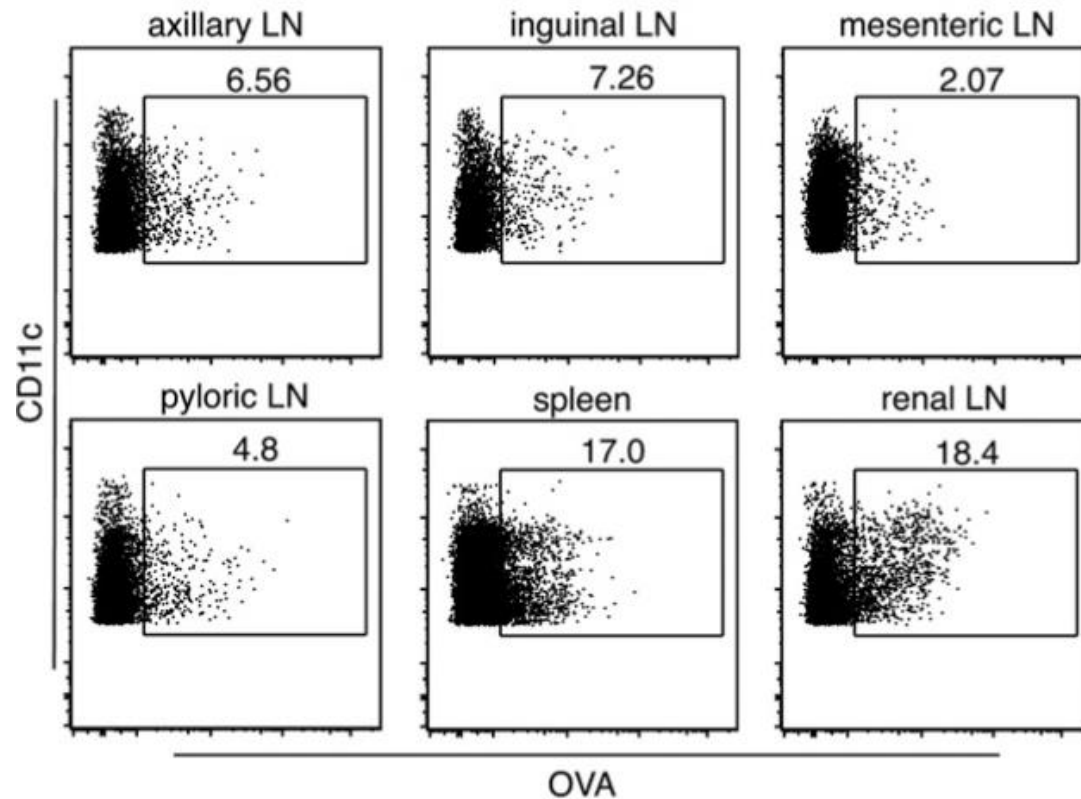 axillary LN
inguinal LN
mesenteric LN
6.56
7.26
2.07
CD11c
pyloric LN
spleen
renal LN
4.8
17.0
18.4
OVA